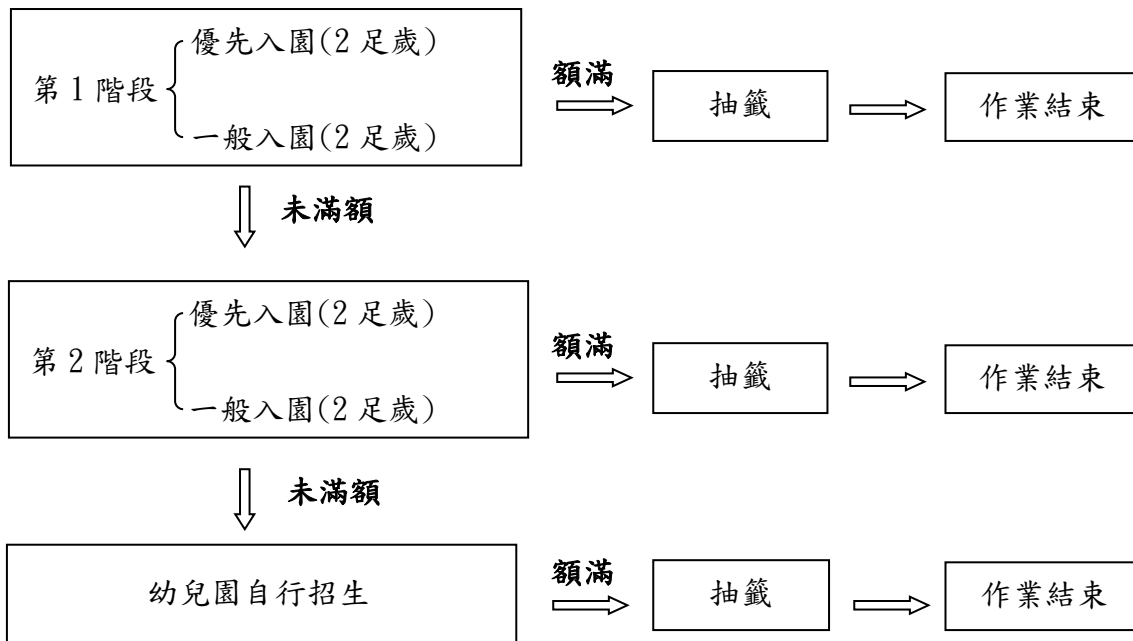 優先入園(2 足歲)
第 1 階段
一般入園(2 足歲)
額滿
抽籤
作業結束
未滿額
優先入園(2 足歲)
第 2 階段
一般入園(2 足歲)
額滿
抽籤
作業結束
未滿額
幼兒園自行招生
額滿
抽籤
作業結束